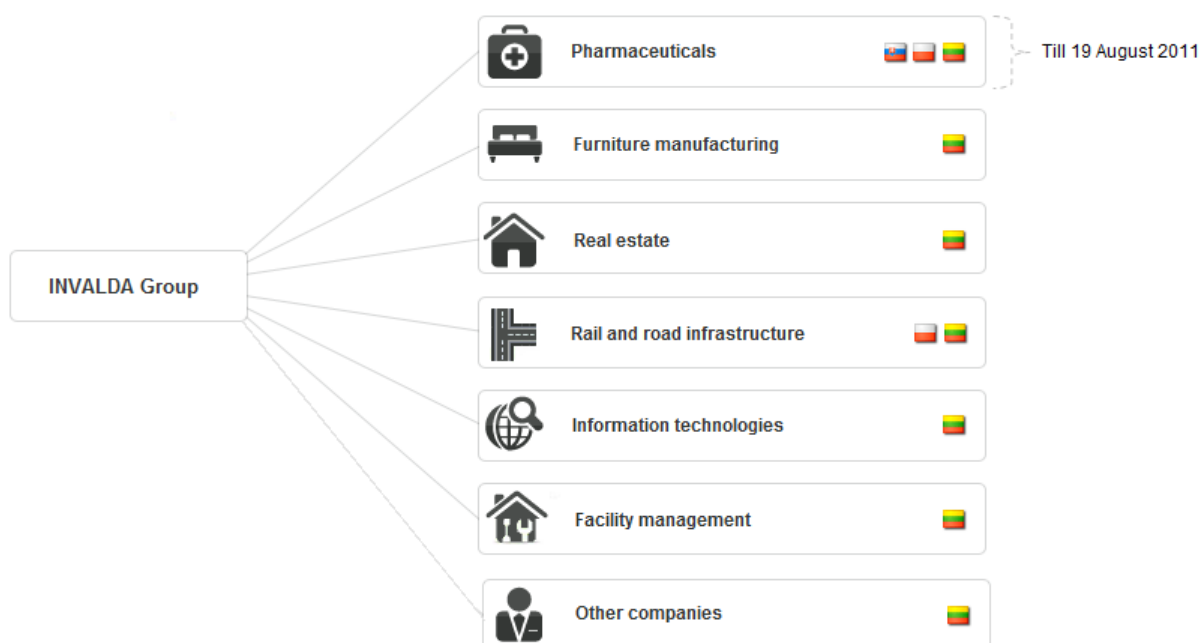 Pharmaceuticals
Till 19 August 2011
Furniture manufacturing
Real estate
INVALDA Group
Rail and road infrastructure
Information technologies
Facility management
Other companies